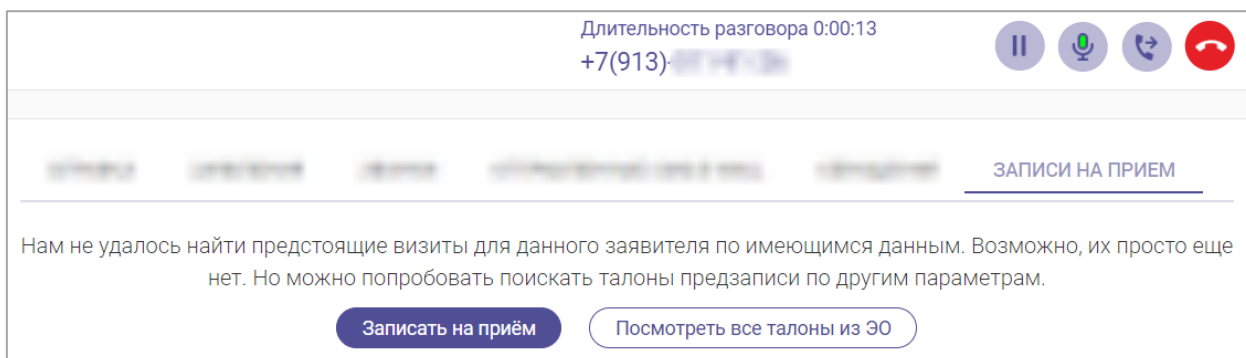 Длительность разговора 0:00:13
+7(913)-
ЗАПИСИ НА ПРИЕМ
Нам не удалось найти предстоящие визиты для данного заявителя по имеющимся данным. Возможно, их просто еще
нет. Но можно попробовать поискать талоны предзаписи по другим параметрам.
Записать на приём
Посмотреть все талоны из ЭО